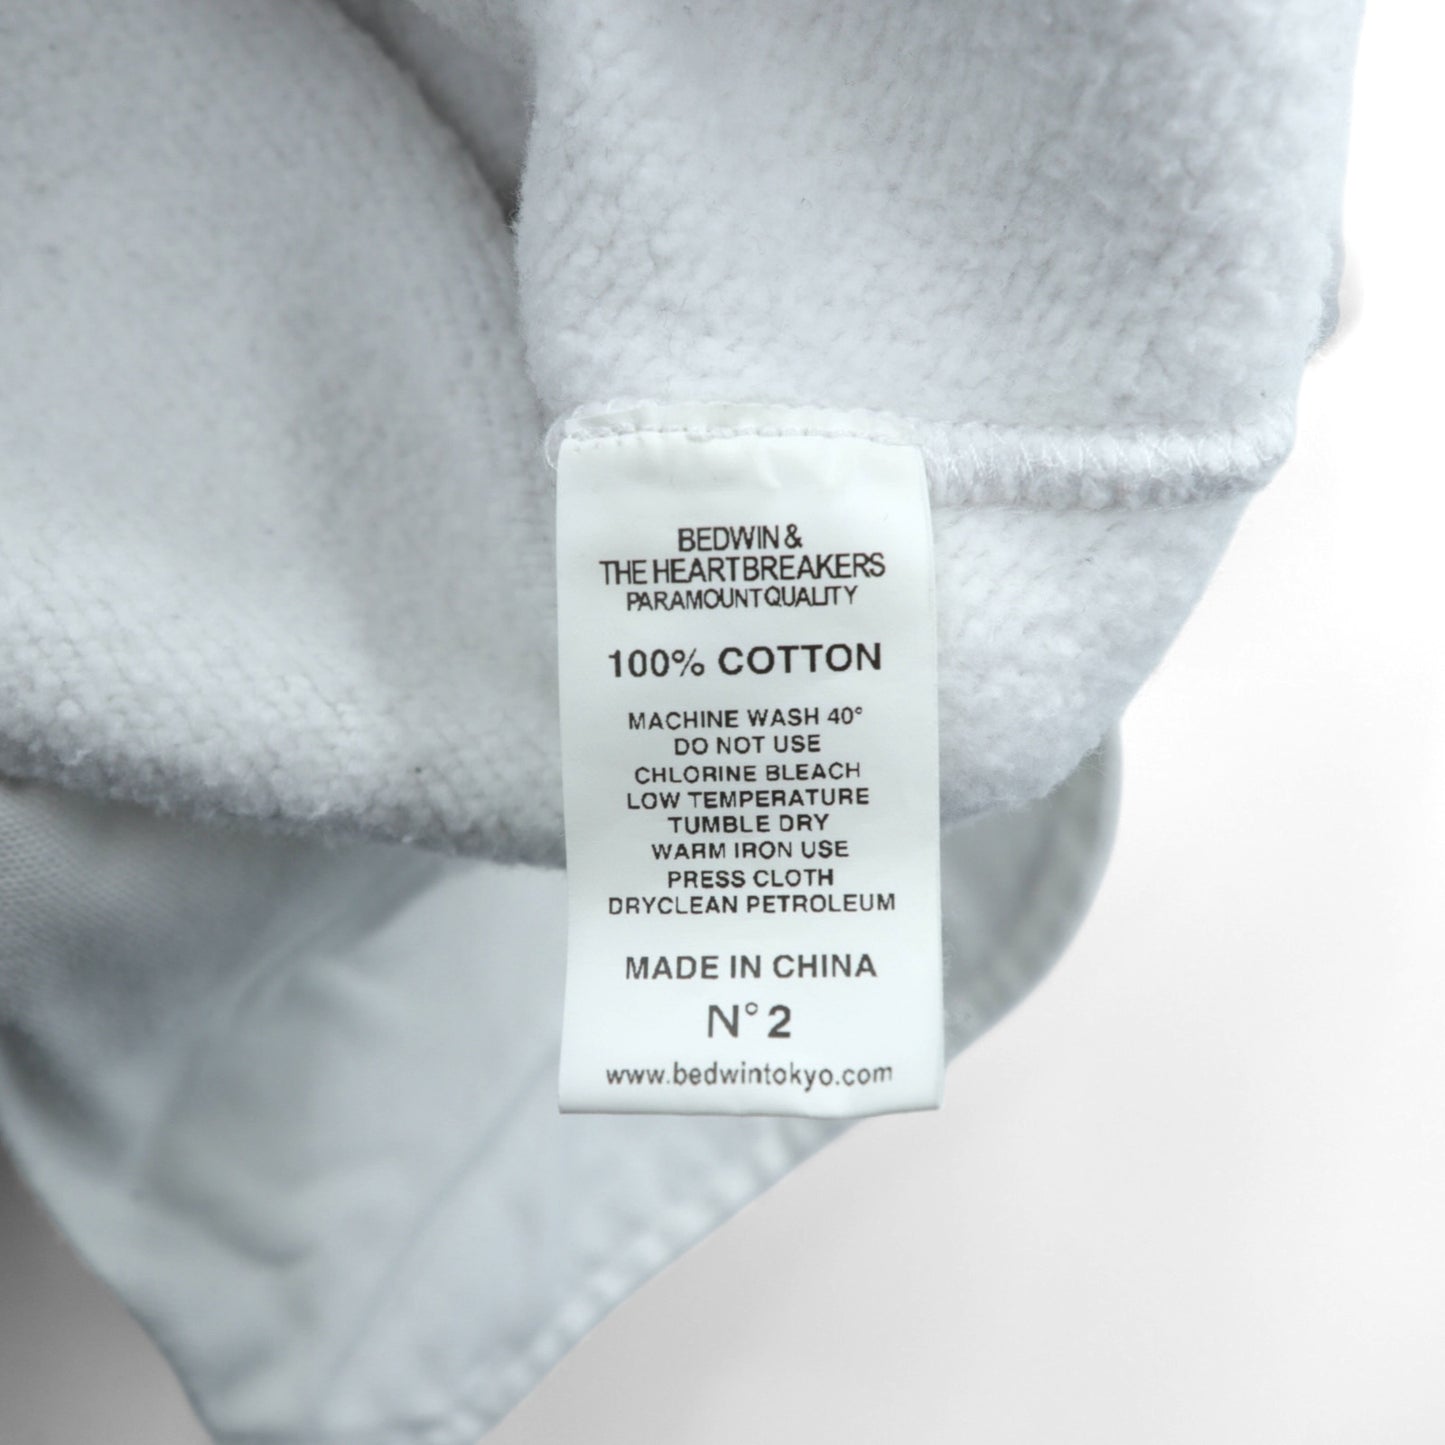 BEDWIN &
THE HEARTBREAKERS
PARAMOUNT QUALITY
100% COTTON
MACHINE WASH 40°
DO NOT USE
CHLORINE BLEACH
LOW TEMPERATURE
TUMBLE DRY
WARM IRON USE
PRESS CLOTH
DRYCLEAN PETROLEUM
MADE IN CHINA
N° 2
www.bedwintokyo.com